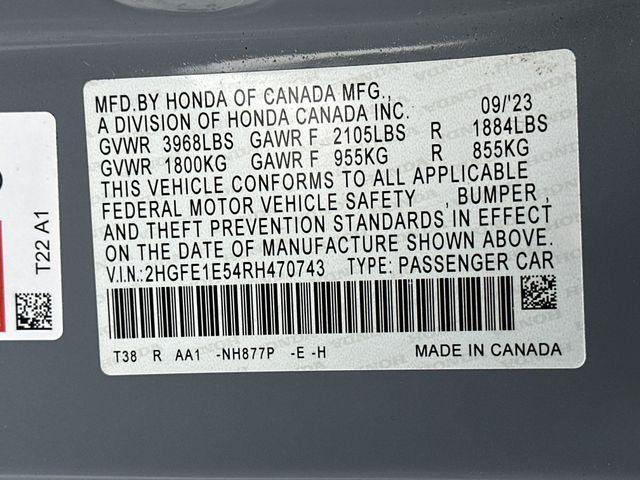 MFD.BY HONDA OF CANADA MFG.,
A DIVISION OF HONDA CANADA INC. 09/'23
GVWR 3968LBS GAWR F 2105LBS R 1884LBS
GVWR 1800KG GAWR F 955KG R 855KG
THIS VEHICLE CONFORMS TO ALL APPLICABLE
FEDERAL MOTOR VEHICLE SAFETY , BUMPER ,
AND THEFT PREVENTION STANDARDS IN EFFECT
ON THE DATE OF MANUFACTURE SHOWN ABOVE.
V.I.N.:2HGFE1E54RH470743 TYPE: PASSENGER CAR
T38 R AA1 -NH877P -E -H MADE IN CANADA
T22 A1